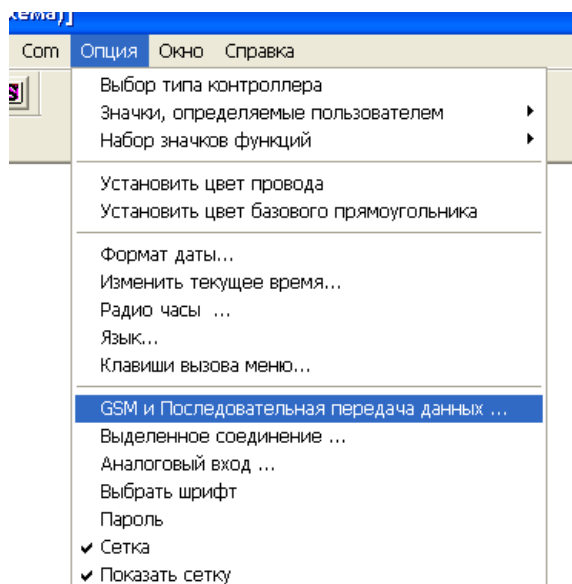 схема)]
Com Опция Окно Справка
Выбор типа контроллера
Значки, определяемые пользователем
Набор значков функций
Установить цвет провода
Установить цвет базового прямоугольника
Формат даты...
Изменить текущее время...
Радио часы ...
Язык...
Клавиши вызова меню...
GSM и Последовательная передача данных ...
Выделенное соединение ...
Аналоговый вход ...
Выбрать шрифт
Пароль
Сетка
Показать сетку